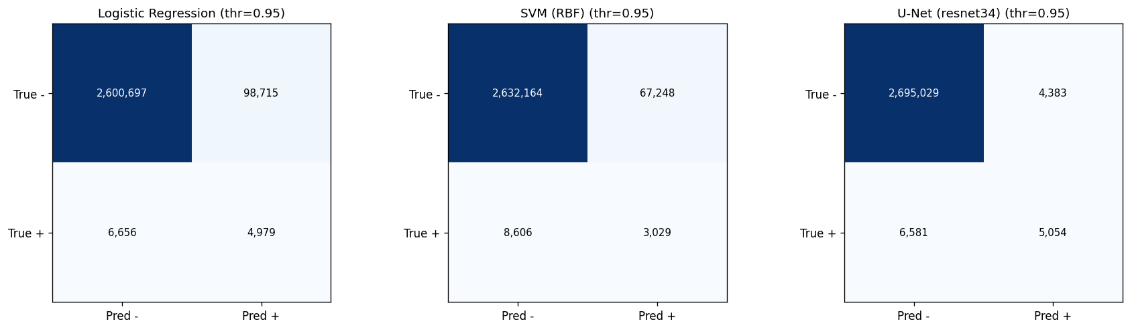 Logistic Regression (thr=0.95)
True -
2,600,697
98,715
True +
6,656
4,979
Pred -
Pred +
SVM (RBF) (thr=0.95)
True -
2,632,164
67,248
True +
8,606
3,029
Pred -
Pred +
U-Net (resnet34) (thr=0.95)
True -
2,695,029
4,383
True +
6,581
5,054
Pred -
Pred +